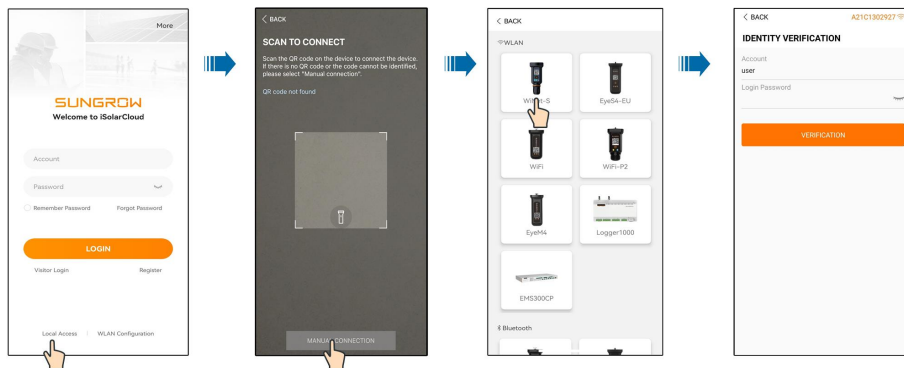 More
SUNGROW
Welcome to iSolarCloud
Account
Password
Remember Password Forgot Password
LOGIN
Visitor Login Register
Local Access WLAN Configuration
< BACK
SCAN TO CONNECT
Scan the QR code on the device to connect the device.
If there is no QR code or the code cannot be identified,
please select "Manual connection".
QR code not found
MANUAL CONNECTION
< BACK
WLAN
EyeS4-EU
WiFi WiFi-P2
EyeM4 Logger1000
EMS300CP
Bluetooth
< BACK A21C1302927
IDENTITY VERIFICATION
Account
user
Login Password
VERIFICATION